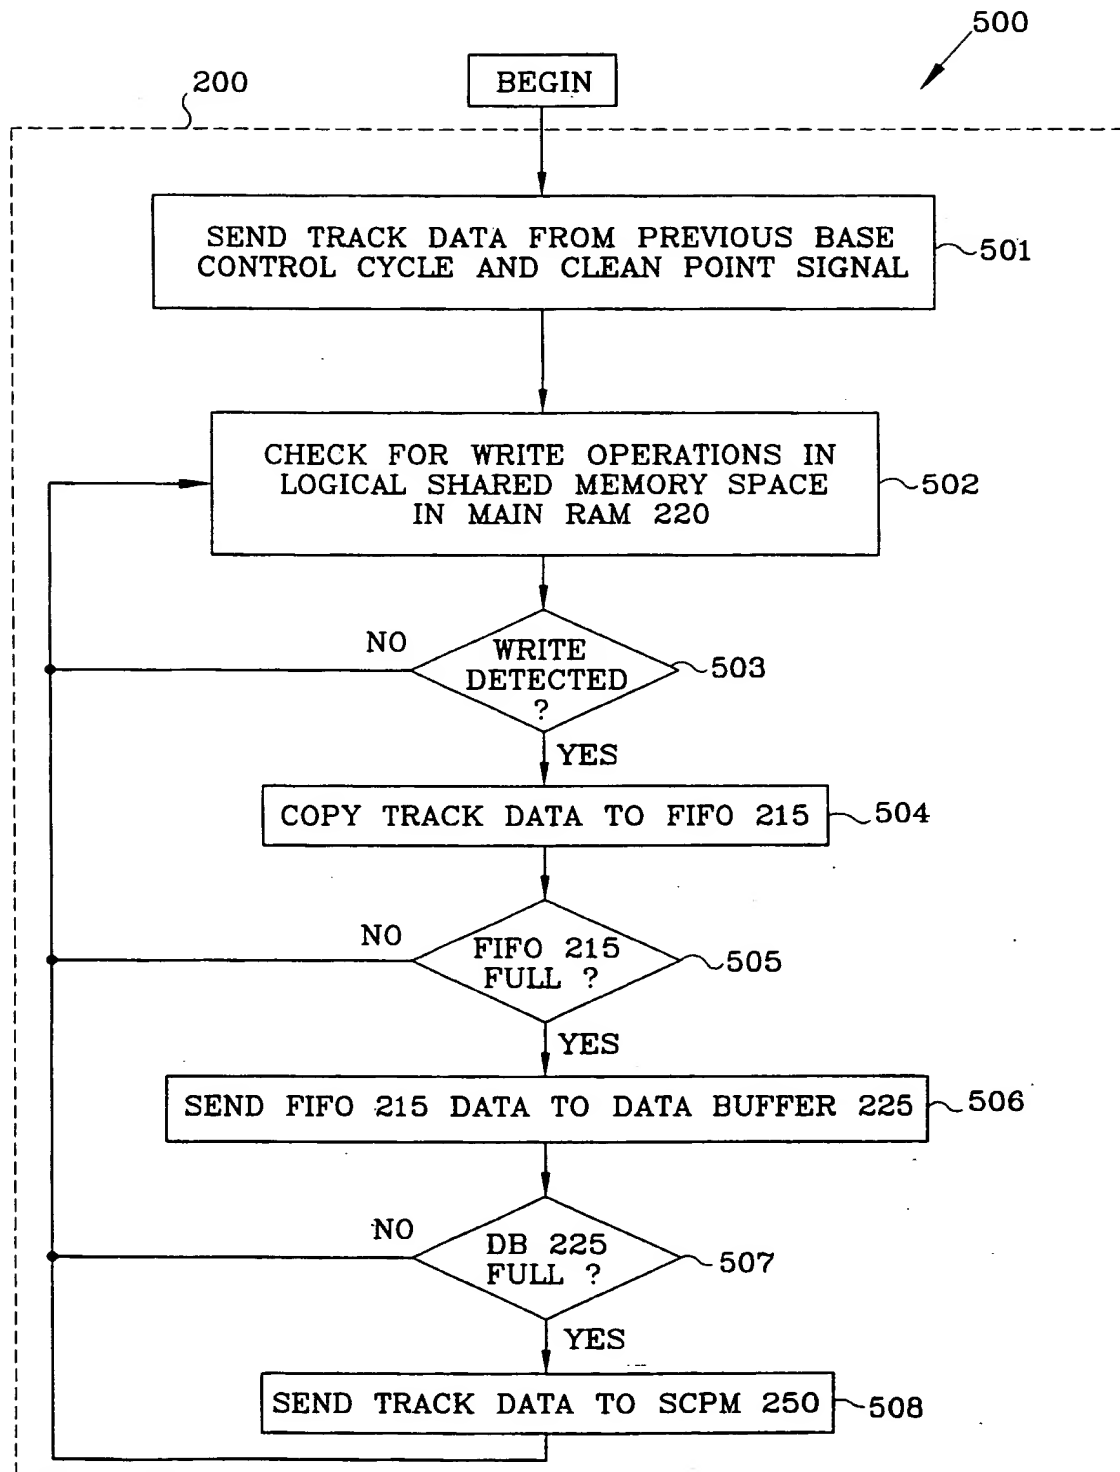 500
BEGIN
200
SEND TRACK DATA FROM PREVIOUS BASE
CONTROL CYCLE AND CLEAN POINT SIGNAL
501
CHECK FOR WRITE OPERATIONS IN
LOGICAL SHARED MEMORY SPACE
IN MAIN RAM 220
502
NO
WRITE
DETECTED
?
503
YES
COPY TRACK DATA TO FIFO 215
504
NO
FIFO 215
FULL ?
505
YES
SEND FIFO 215 DATA TO DATA BUFFER 225
506
NO
DB 225
FULL ?
507
YES
SEND TRACK DATA TO SCPM 250
508